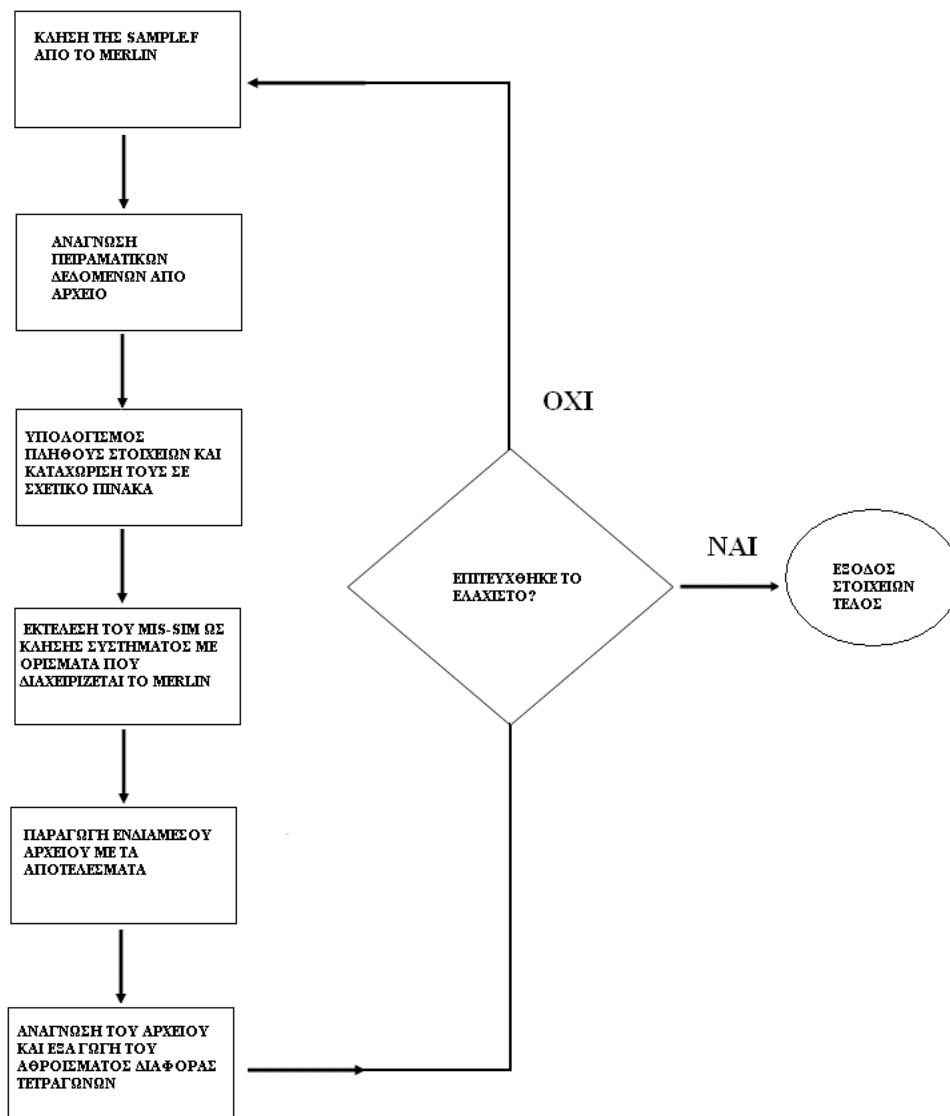 ΚΛΗΣΗ ΤΗΣ SAMPLE.F
ΑΠΟ ΤΟ MERLIN
ΑΝΑΓΝΩΣΗ
ΠΕΙΡΑΜΑΤΙΚΩΝ
ΔΕΔΟΜΕΝΩΝ ΑΠΟ
ΑΡΧΕΙΟ
ΥΠΟΛΟΓΙΣΜΟΣ
ΠΛΗΘΟΥΣ ΣΤΟΙΧΕΙΩΝ ΚΑΙ
ΚΑΤΑΧΩΡΙΣΗ ΤΟΥΣ ΣΕ
ΣΧΕΤΙΚΟ ΠΙΝΑΚΑ
ΕΚΤΕΛΕΣΗ ΤΟΥ MIS-SIM ΩΣ
ΚΛΗΣΗΣ ΣΥΣΤΗΜΑΤΟΣ ΜΕ
ΟΡΙΣΜΑΤΑ ΠΟΥ
ΔΙΑΧΕΙΡΙΖΕΤΑΙ ΤΟ MERLIN
ΠΑΡΑΓΩΓΗ ΕΝΔΙΑΜΕΣΟΥ
ΑΡΧΕΙΟΥ ΜΕ ΤΑ
ΑΠΟΤΕΛΕΣΜΑΤΑ
ΑΝΑΓΝΩΣΗ ΤΟΥ ΑΡΧΕΙΟΥ
ΚΑΙ ΕΞΑΓΩΓΗ ΤΟΥ
ΑΘΡΟΙΣΜΑΤΟΣ ΔΙΑΦΟΡΑΣ
ΤΕΤΡΑΓΩΝΩΝ
ΕΠΙΤΕΥΧΘΗΚΕ ΤΟ
ΕΛΑΧΙΣΤΟ?
ΟΧΙ
ΝΑΙ
ΕΞΟΔΟΣ
ΣΤΟΙΧΕΙΩΝ
ΤΕΛΟΣ